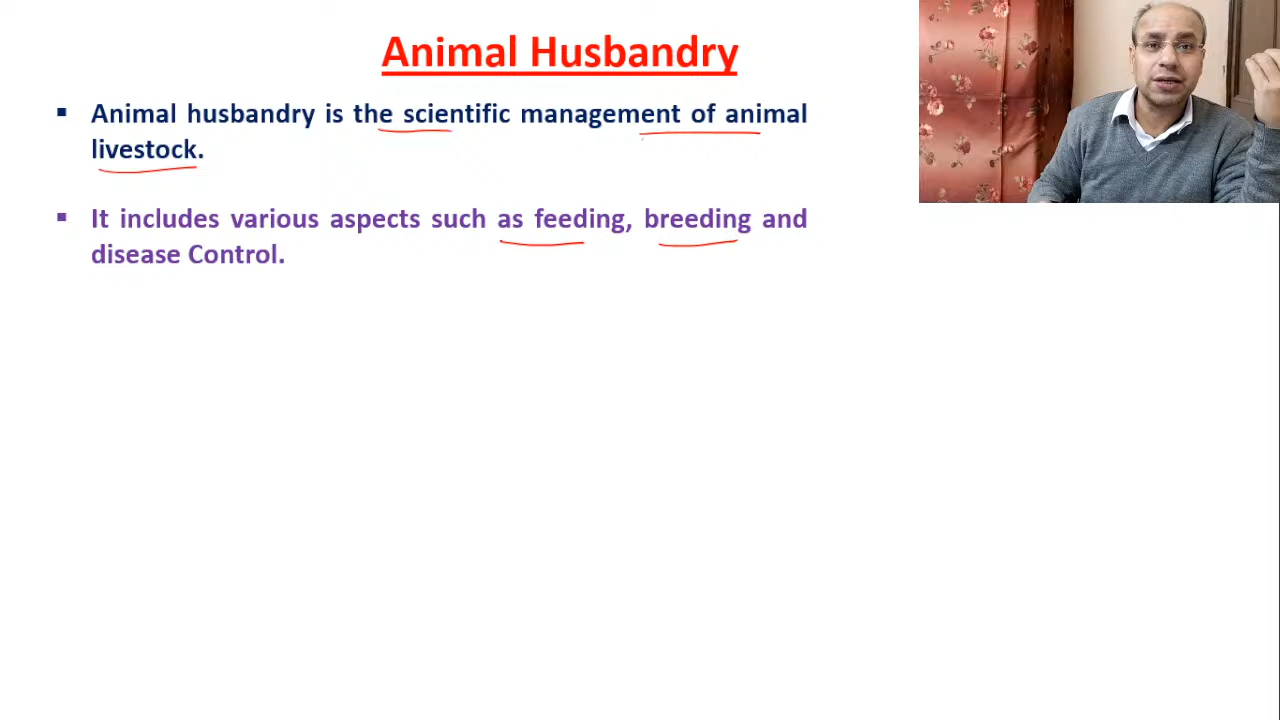 Animal Husbandry
▪ Animal husbandry is the scientific management of animal
livestock.
▪ It includes various aspects such as feeding, breeding and
disease Control.